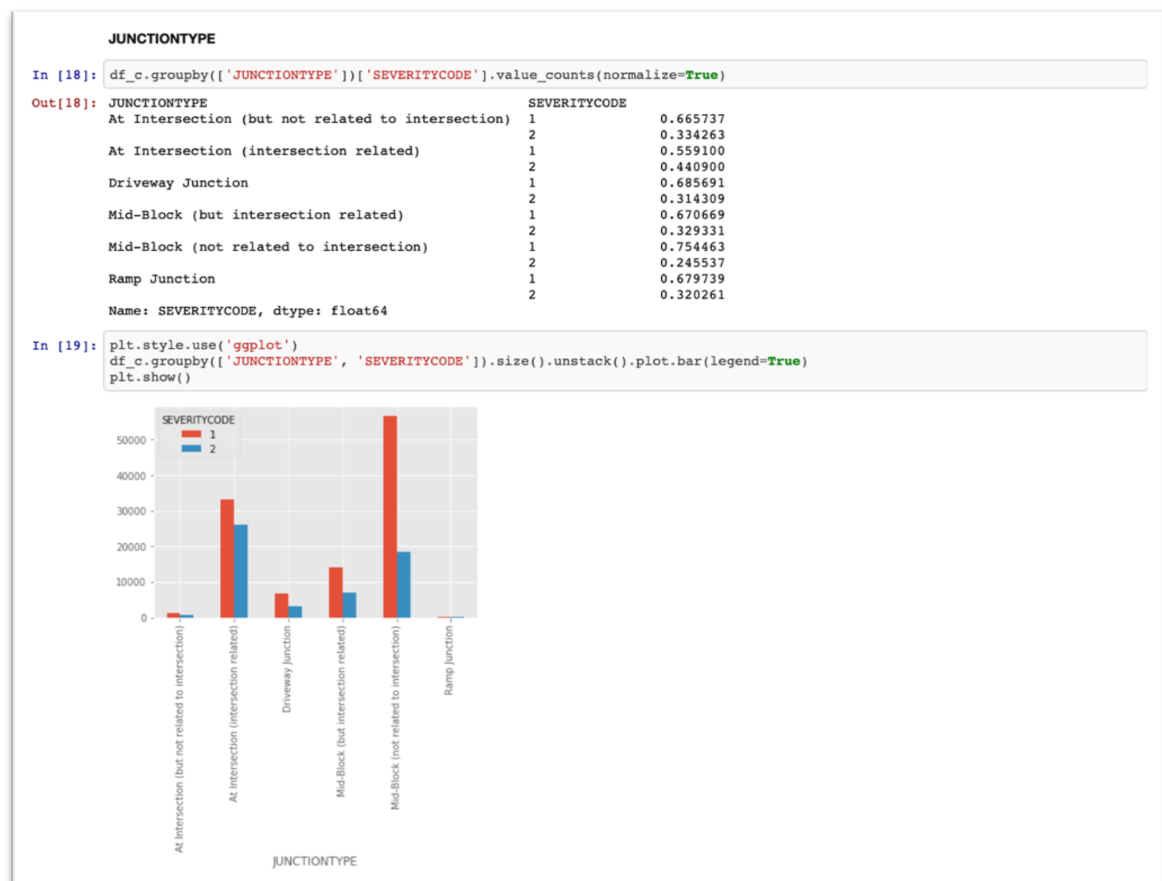 JUNCTIONTYPE
In [18]: df_c.groupby(['JUNCTIONTYPE'])['SEVERITYCODE'].value_counts(normalize=True)
Out[18]: JUNCTIONTYPE SEVERITYCODE
At Intersection (but not related to intersection) 1 0.665737
2 0.334263
At Intersection (intersection related) 1 0.559100
2 0.440900
Driveway Junction 1 0.685691
2 0.314309
Mid-Block (but intersection related) 1 0.670669
2 0.329331
Mid-Block (not related to intersection) 1 0.754463
2 0.245537
Ramp Junction 1 0.679739
2 0.320261
Name: SEVERITYCODE, dtype: float64
In [19]: plt.style.use('ggplot')
df_c.groupby(['JUNCTIONTYPE', 'SEVERITYCODE']).size().unstack().plot.bar(legend=True)
plt.show()
SEVERITYCODE
1
2
50000
40000
30000
20000
10000
0
At Intersection (but not related to intersection)
At Intersection (intersection related)
Driveway Junction
Mid-Block (but intersection related)
Mid-Block (not related to intersection)
Ramp Junction
JUNCTIONTYPE